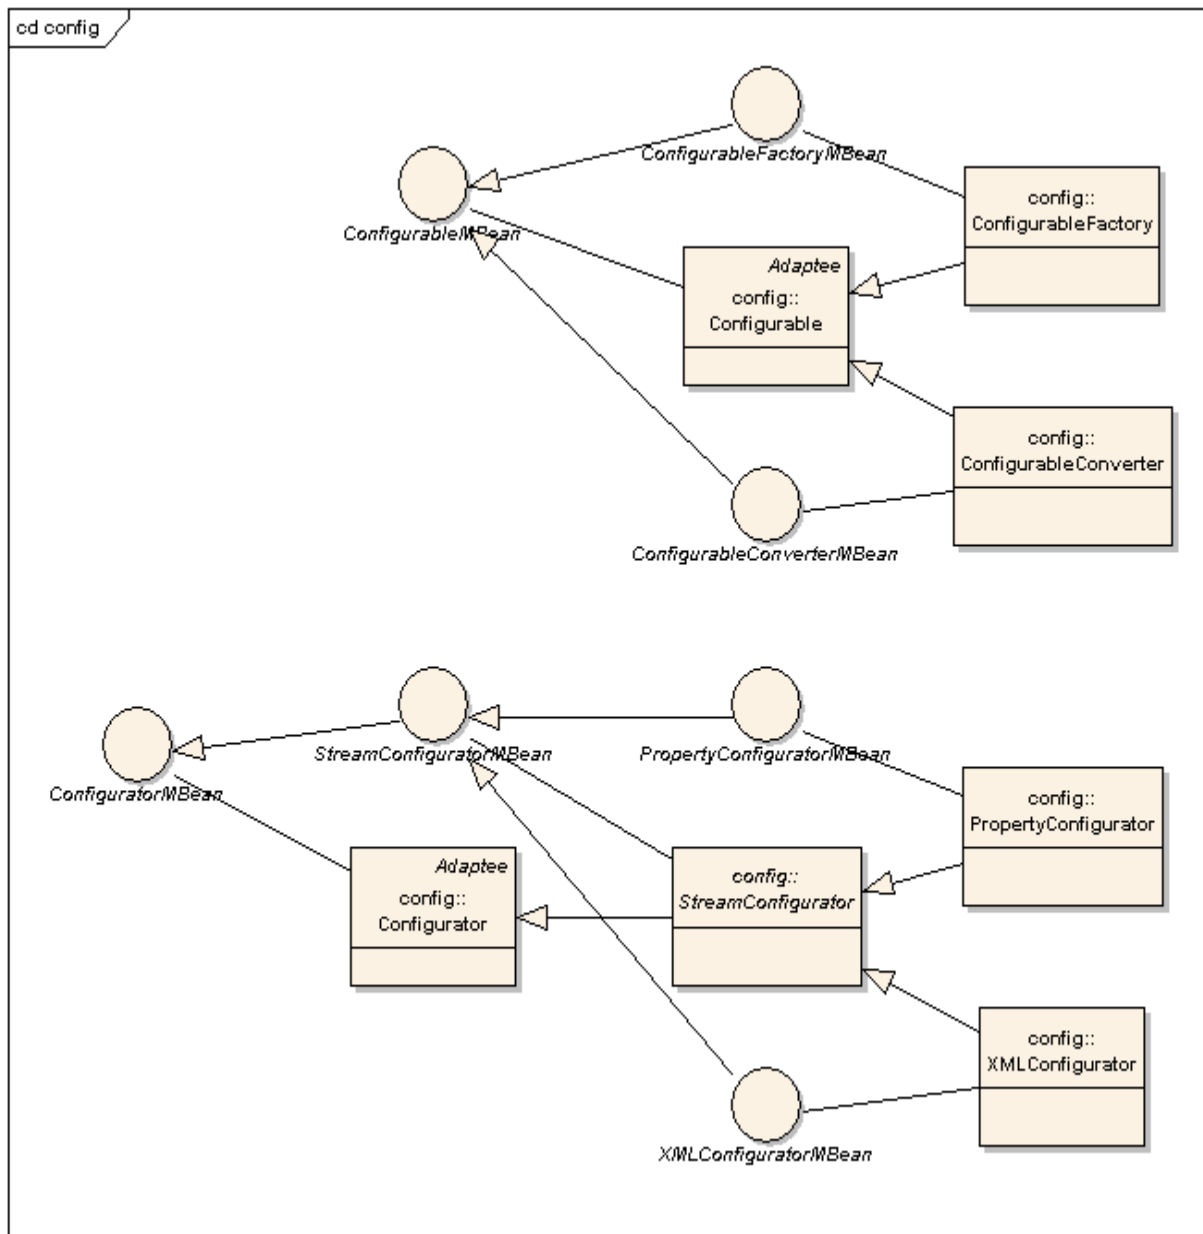 cd config
ConfigurableFactoryMBean
ConfigurableMBean
config::
ConfigurableFactory
Adaptee
config::
Configurable
config::
ConfigurableConverter
ConfigurableConverterMBean
StreamConfiguratorMBean
PropertyConfiguratorMBean
ConfiguratorMBean
config::
PropertyConfigurator
Adaptee
config::
Configurator
config::
StreamConfigurator
config::
XMLConfigurator
XMLConfiguratorMBean